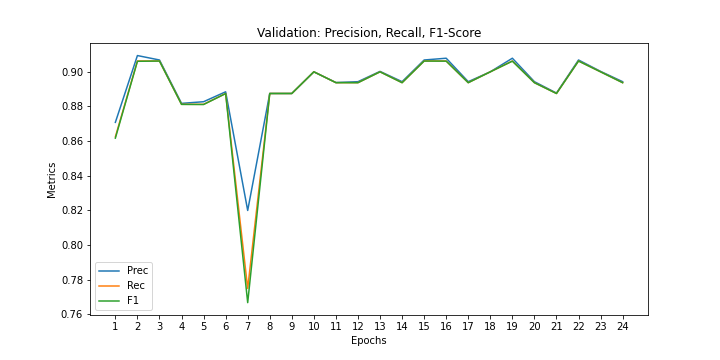 Validation: Precision, Recall, F1-Score
Metrics
0.90
0.88
0.86
0.84
0.82
0.80
0.78
0.76
Prec
Rec
F1
1 2 3 4 5 6 7 8 9 10 11 12 13 14 15 16 17 18 19 20 21 22 23 24
Epochs